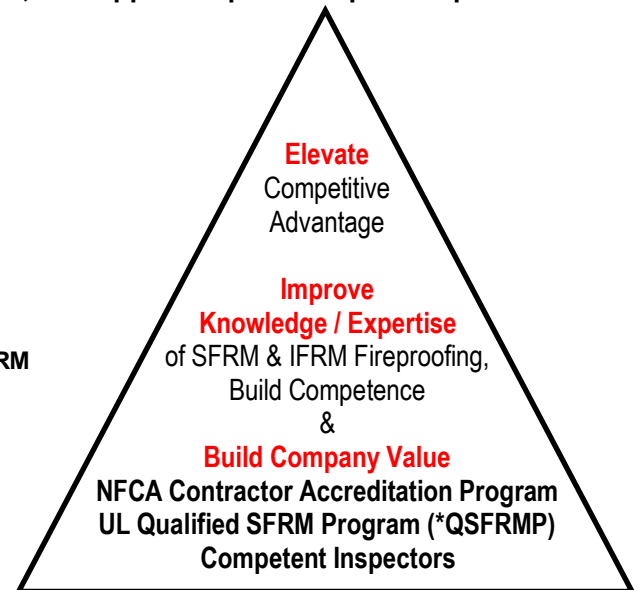 Elevate
Competitive
Advantage
Improve
Knowledge / Expertise
RM
of SFRM & IFRM Fireproofing,
Build Competence
&
Build Company Value
NFCA Contractor Accreditation Program
UL Qualified SFRM Program (*QSFRMP)
Competent Inspectors